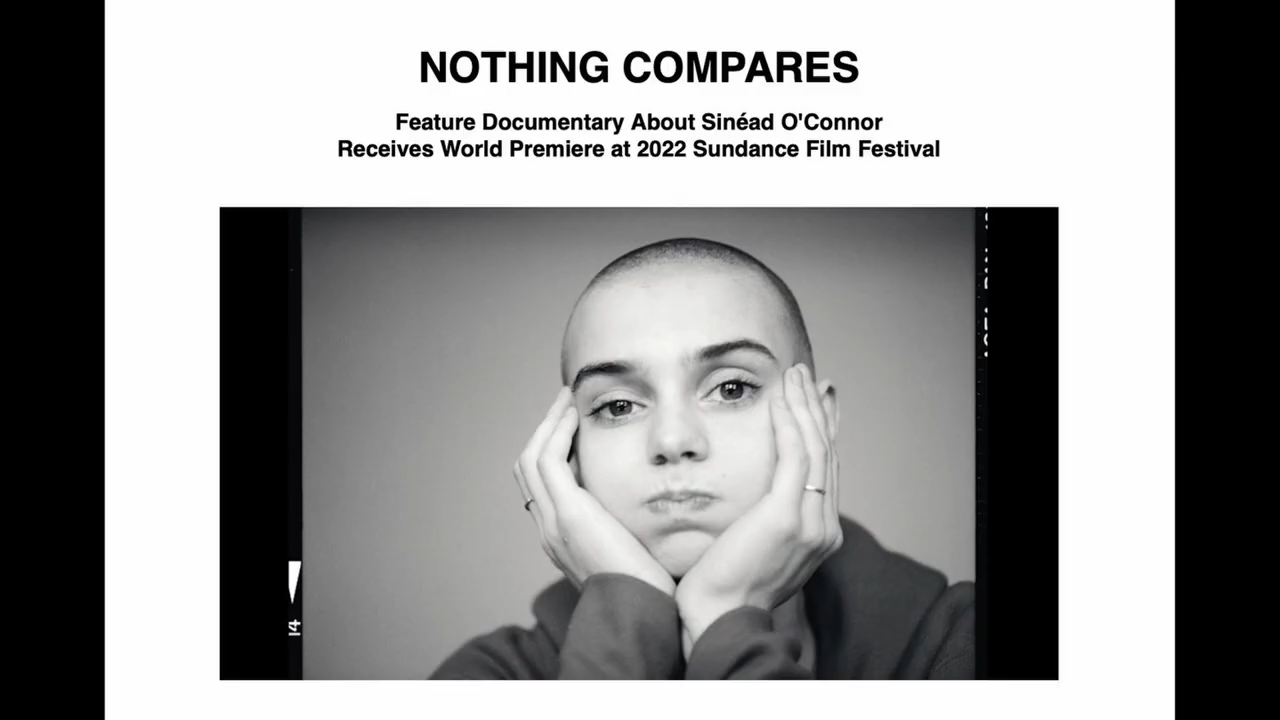 NOTHING COMPARES
Feature Documentary About Sinéad O'Connor
Receives World Premiere at 2022 Sundance Film Festival
14